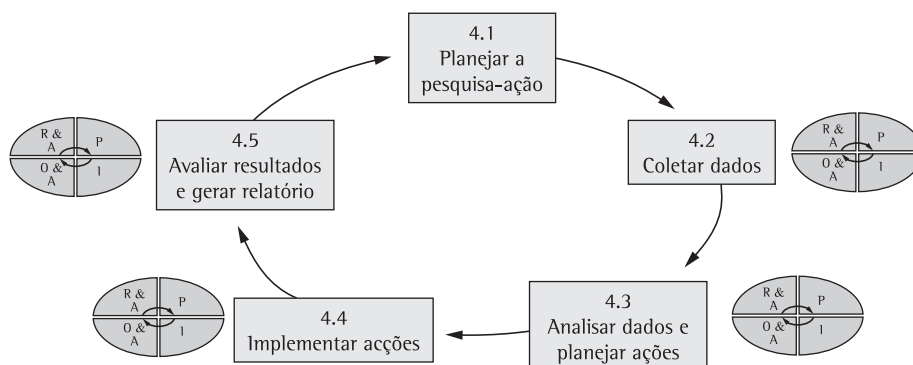 4.1
Planejar a
pesquisa-ação
R &
A
P
O &
A
I
4.5
Avaliar resultados
e gerar relatório
4.2
Coletar dados
R &
A
P
O &
A
I
R &
A
P
O &
A
I
4.4
Implementar acções
4.3
Analisar dados e
planejar ações
R &
A
P
O &
A
I